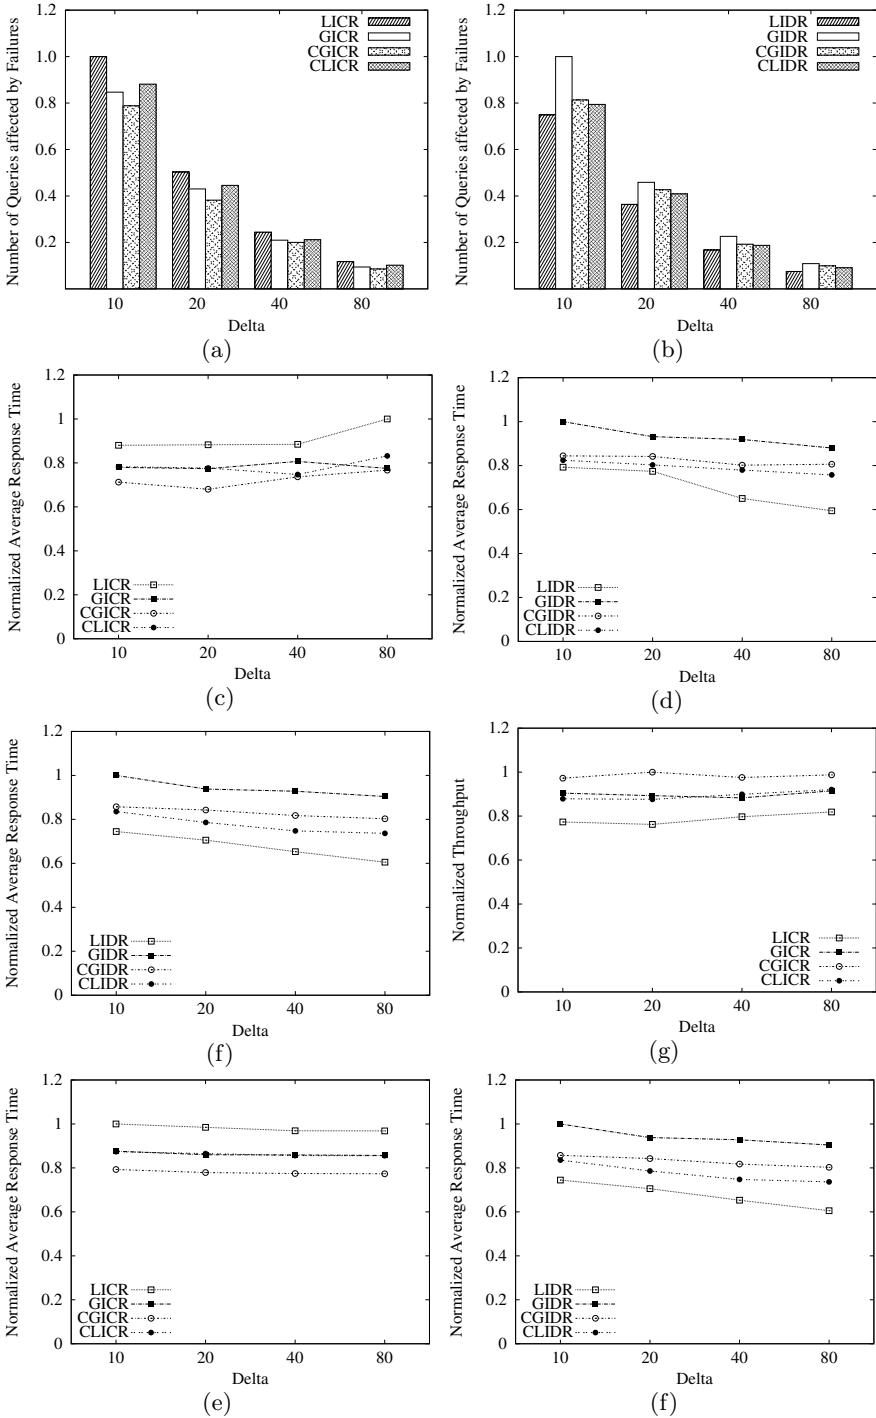 1.2
1.0
0.8
0.6
0.4
0.2
Number of Queries affected by Failures
LICR
GICR
CGICR
CLICR
10 20 40 80
Delta
(a)
1.2
1.0
0.8
0.6
0.4
0.2
Number of Queries affected by Failures
LIDR
GIDR
CGIDR
CLIDR
10 20 40 80
Delta
(b)
1.2
1
0.8
0.6
0.4
0.2
0
Normalized Average Response Time
LICR
GICR
CGICR
CLICR
10 20 40 80
Delta
(c)
1.2
1
0.8
0.6
0.4
0.2
0
Normalized Average Response Time
LIDR
GIDR
CGIDR
CLIDR
10 20 40 80
Delta
(d)
1.2
1
0.8
0.6
0.4
0.2
0
Normalized Average Response Time
LIDR
GIDR
CGIDR
CLIDR
10 20 40 80
Delta
(f)
1.2
1
0.8
0.6
0.4
0.2
0
Normalized Throughput
LICR
GICR
CGICR
CLICR
10 20 40 80
Delta
(g)
1.2
1
0.8
0.6
0.4
0.2
0
Normalized Average Response Time
LICR
GICR
CGICR
CLICR
10 20 40 80
Delta
(e)
1.2
1
0.8
0.6
0.4
0.2
0
Normalized Average Response Time
LIDR
GIDR
CGIDR
CLIDR
10 20 40 80
Delta
(f)